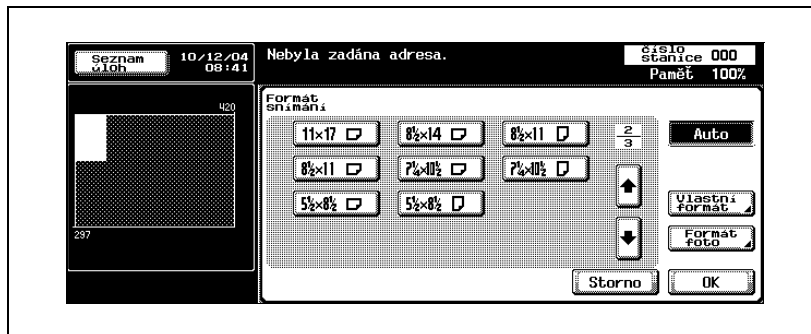 Seznam
úloh
10/12/04
08:41
Nebyla zadána adresa.
číslo
stanice 000
Paměť 100%
420
297
Formát
snímání
11×17
8½×14
8½×11
2
3
Auto
8½×11
7¼×10½
7¼×10½
5½×8½
5½×8½
Vlastní
formát
Formát
foto
Storno
OK